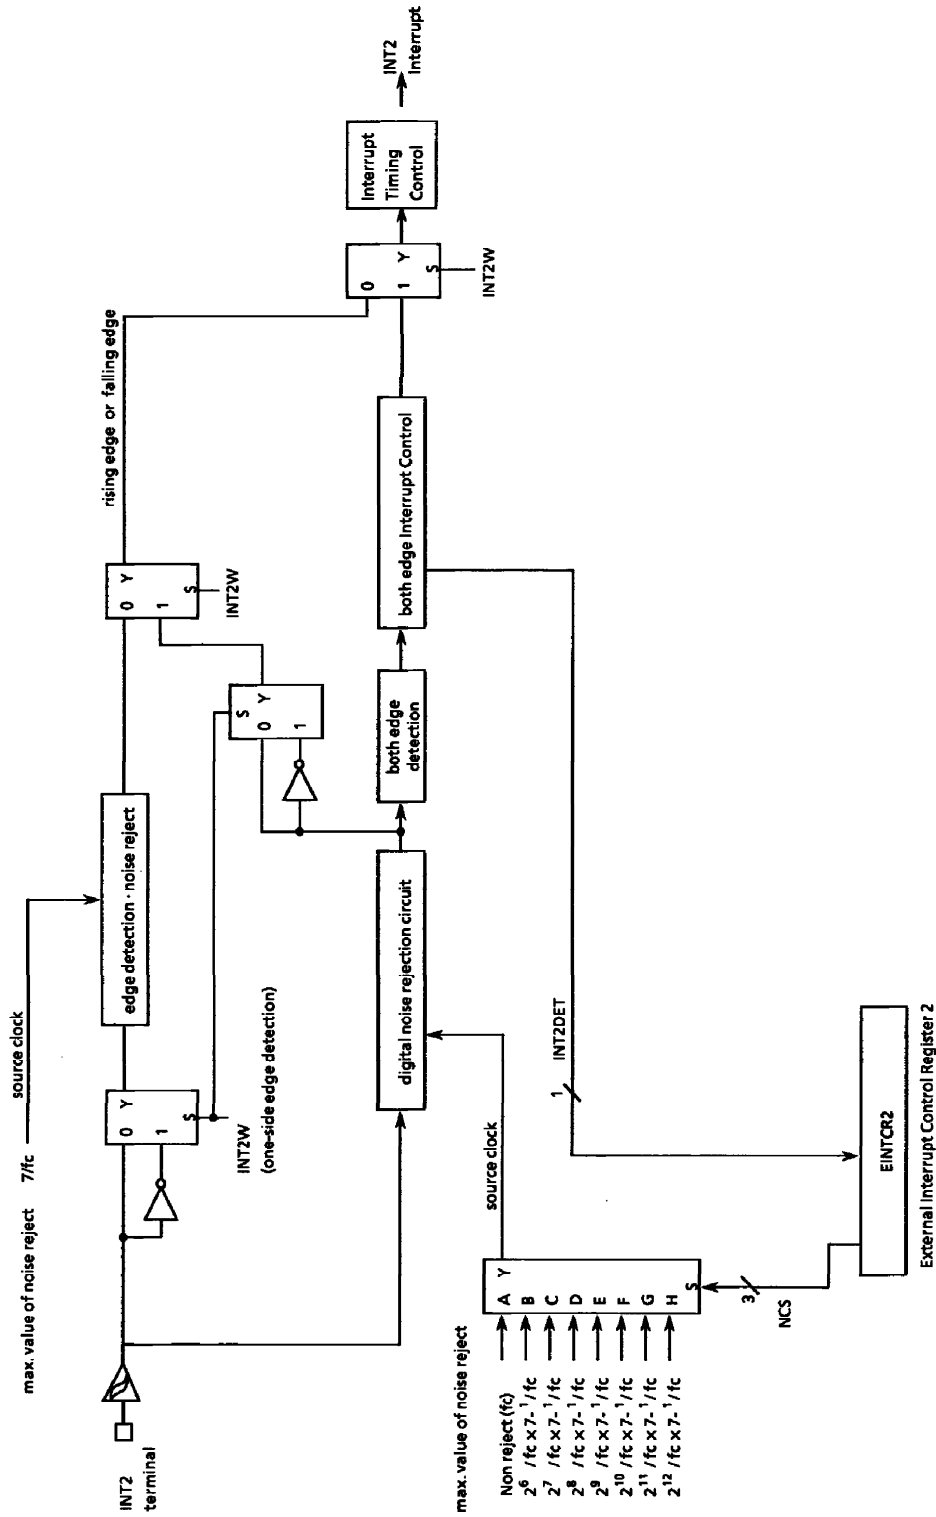 INT2
terminal
max. value of noise reject 7/fc
source clock
0 Y
1
S
INT2W
(one-side edge detection)
edge detection · noise reject
0 Y
1
S
INT2W
rising edge or falling edge
S
0 Y
1
digital noise rejection circuit
both edge
detection
both edge Interrupt Control
0
1 Y
S
INT2W
Interrupt
Timing
Control
INT2
Interrupt
max. value of noise reject
Non reject (fc)
2⁶ /fc x 7- ¹/fc
2⁷ /fc x 7- ¹/fc
2⁸ /fc x 7- ¹/fc
2⁹ /fc x 7- ¹/fc
2¹⁰ /fc x 7- ¹/fc
2¹¹ /fc x 7- ¹/fc
2¹² /fc x 7- ¹/fc
A Y
B
C
D
E
F
G
H
S
source clock
3
NCS
1
INT2DET
EINTCR2
External Interrupt Control Register 2